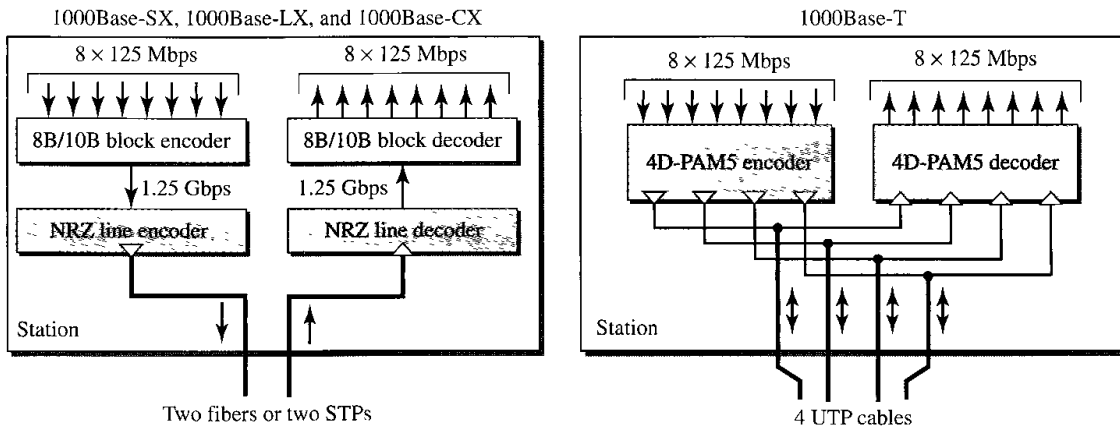 1000Base-SX, 1000Base-LX, and 1000Base-CX
8 × 125 Mbps
8 × 125 Mbps
8B/10B block encoder
8B/10B block decoder
1.25 Gbps
1.25 Gbps
NRZ line encoder
NRZ line decoder
Station
Two fibers or two STPs
1000Base-T
8 × 125 Mbps
8 × 125 Mbps
4D-PAM5 encoder
4D-PAM5 decoder
Station
4 UTP cables